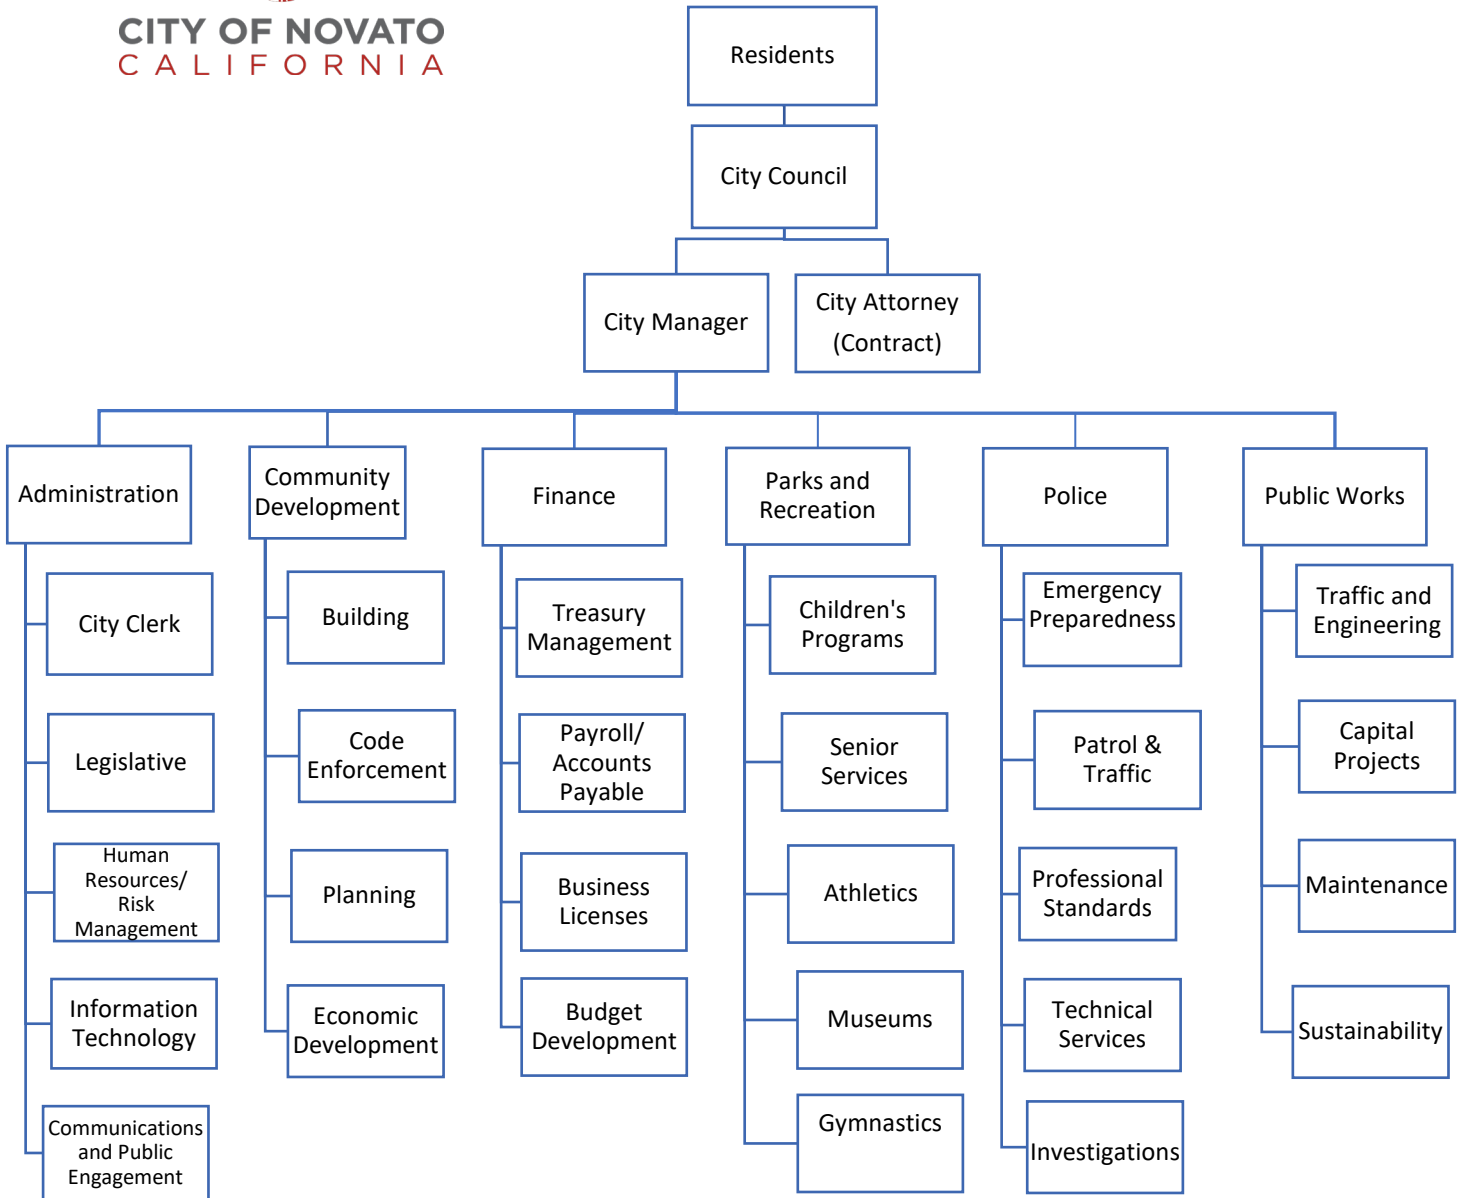 CITY OF NOVATO
CALIFORNIA
Residents
City Council
City Manager
City Attorney
(Contract)
Administration
Community
Development
Finance
Parks and
Recreation
Police
Public Works
City Clerk
Legislative
Human
Resources/
Risk
Management
Information
Technology
Communications
and Public
Engagement
Building
Code
Enforcement
Planning
Economic
Development
Treasury
Management
Payroll/
Accounts
Payable
Business
Licenses
Budget
Development
Children's
Programs
Senior
Services
Athletics
Museums
Gymnastics
Emergency
Preparedness
Patrol &
Traffic
Professional
Standards
Technical
Services
Investigations
Traffic and
Engineering
Capital
Projects
Maintenance
Sustainability